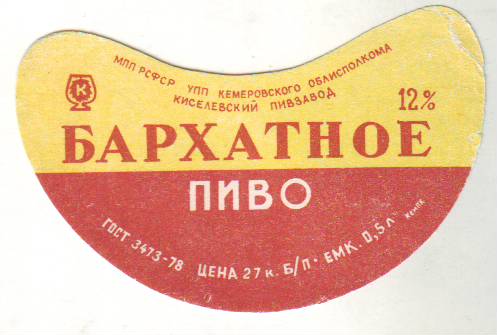 МПП РСФСР УПП КЕМЕРОВСКОГО ОБЛИСПОЛКОМА
КИСЕЛЕВСКИЙ ПИВЗАВОД
К
12%
БАРХАТНОЕ
ПИВО
ГОСТ 3473-78 ЦЕНА 27 к. Б/П · ЕМК. 0,5 л